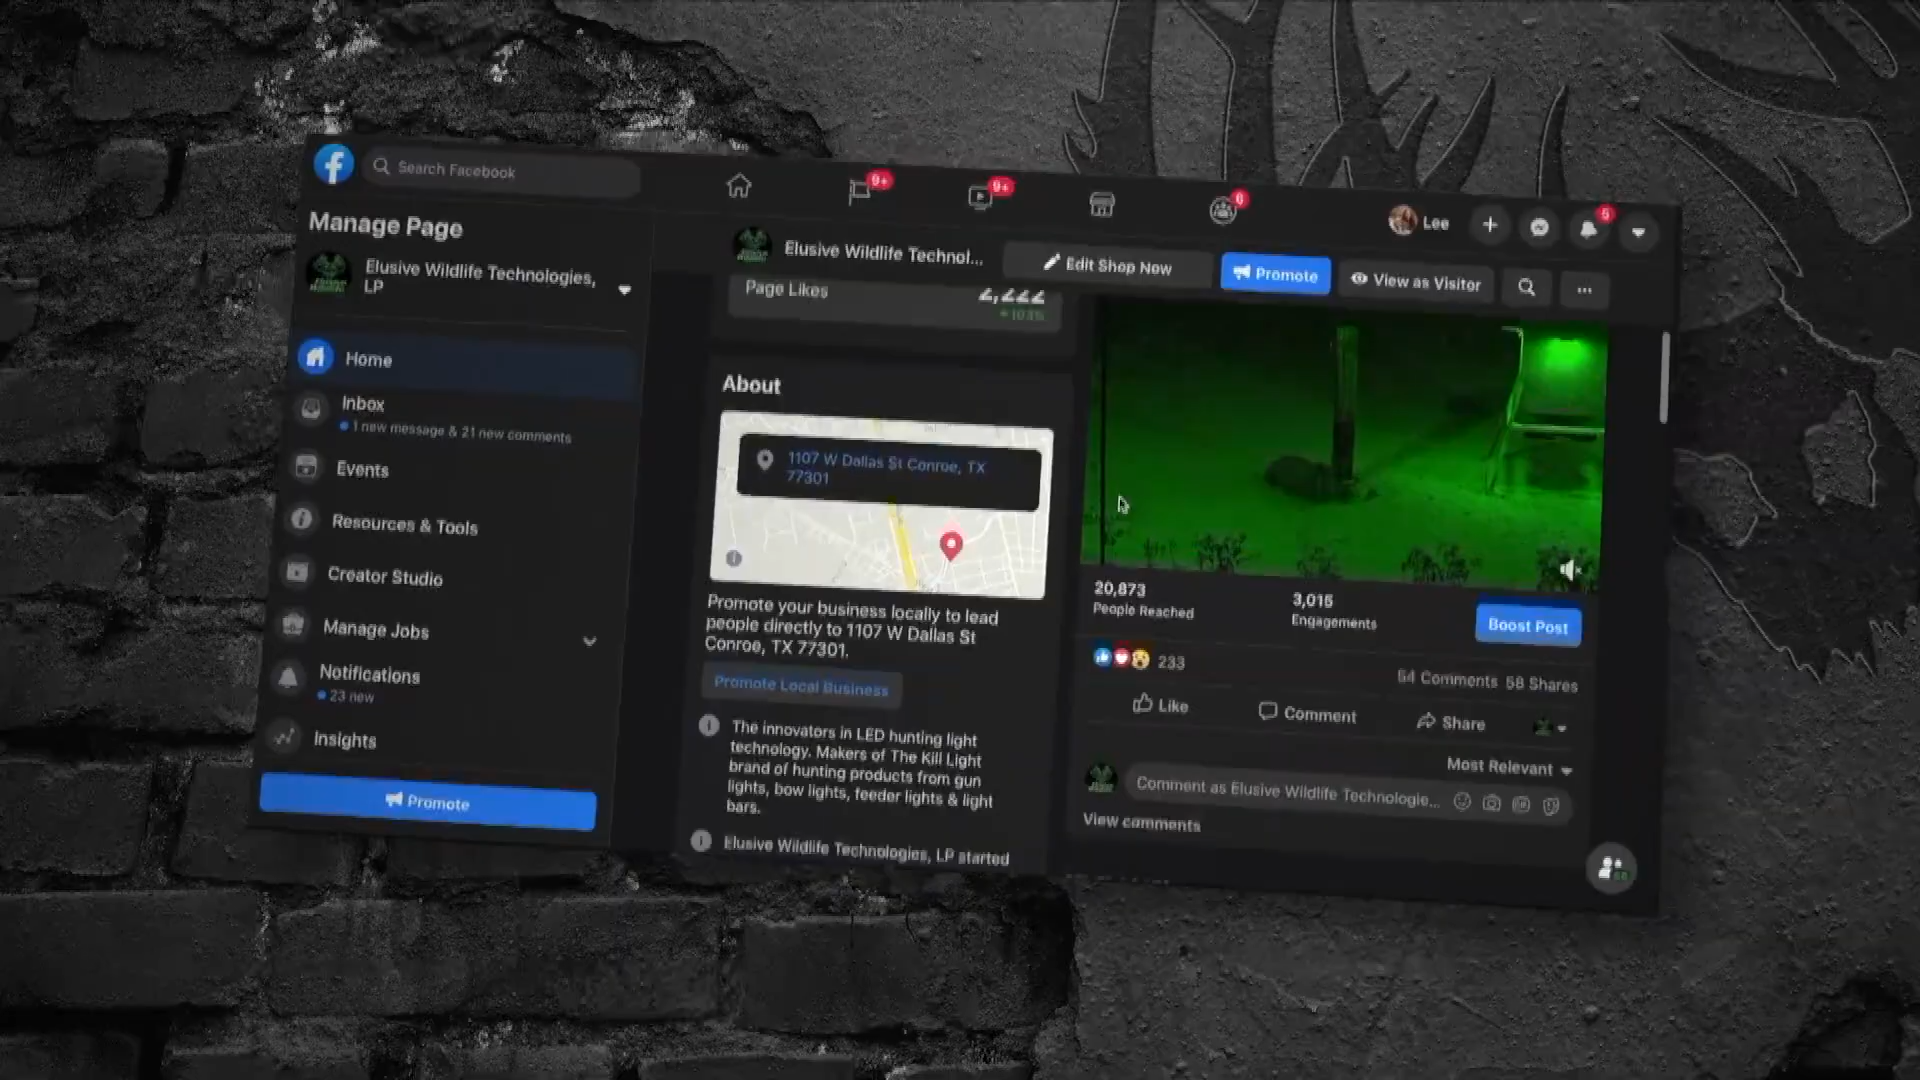 Search Facebook
9+
9+
6
Lee
5
Manage Page
Elusive Wildlife Technologies,
LP
Home
Inbox
1 new message & 21 new comments
Events
Resources & Tools
Creator Studio
Manage Jobs
Notifications
23 new
Insights
Promote
Elusive Wildlife Technol...
Edit Shop Now
Promote
View as Visitor
Page Likes
2,222
About
1107 W Dallas St Conroe, TX
77301
Promote your business locally to lead
people directly to 1107 W Dallas St
Conroe, TX 77301.
Promote Local Business
The innovators in LED hunting light
technology. Makers of The Kill Light
brand of hunting products from gun
lights, bow lights, feeder lights & light
bars.
Elusive Wildlife Technologies, LP started
20,873
People Reached
3,015
Engagements
Boost Post
233
54 Comments 58 Shares
Like
Comment
Share
Most Relevant
Comment as Elusive Wildlife Technologie...
View comments